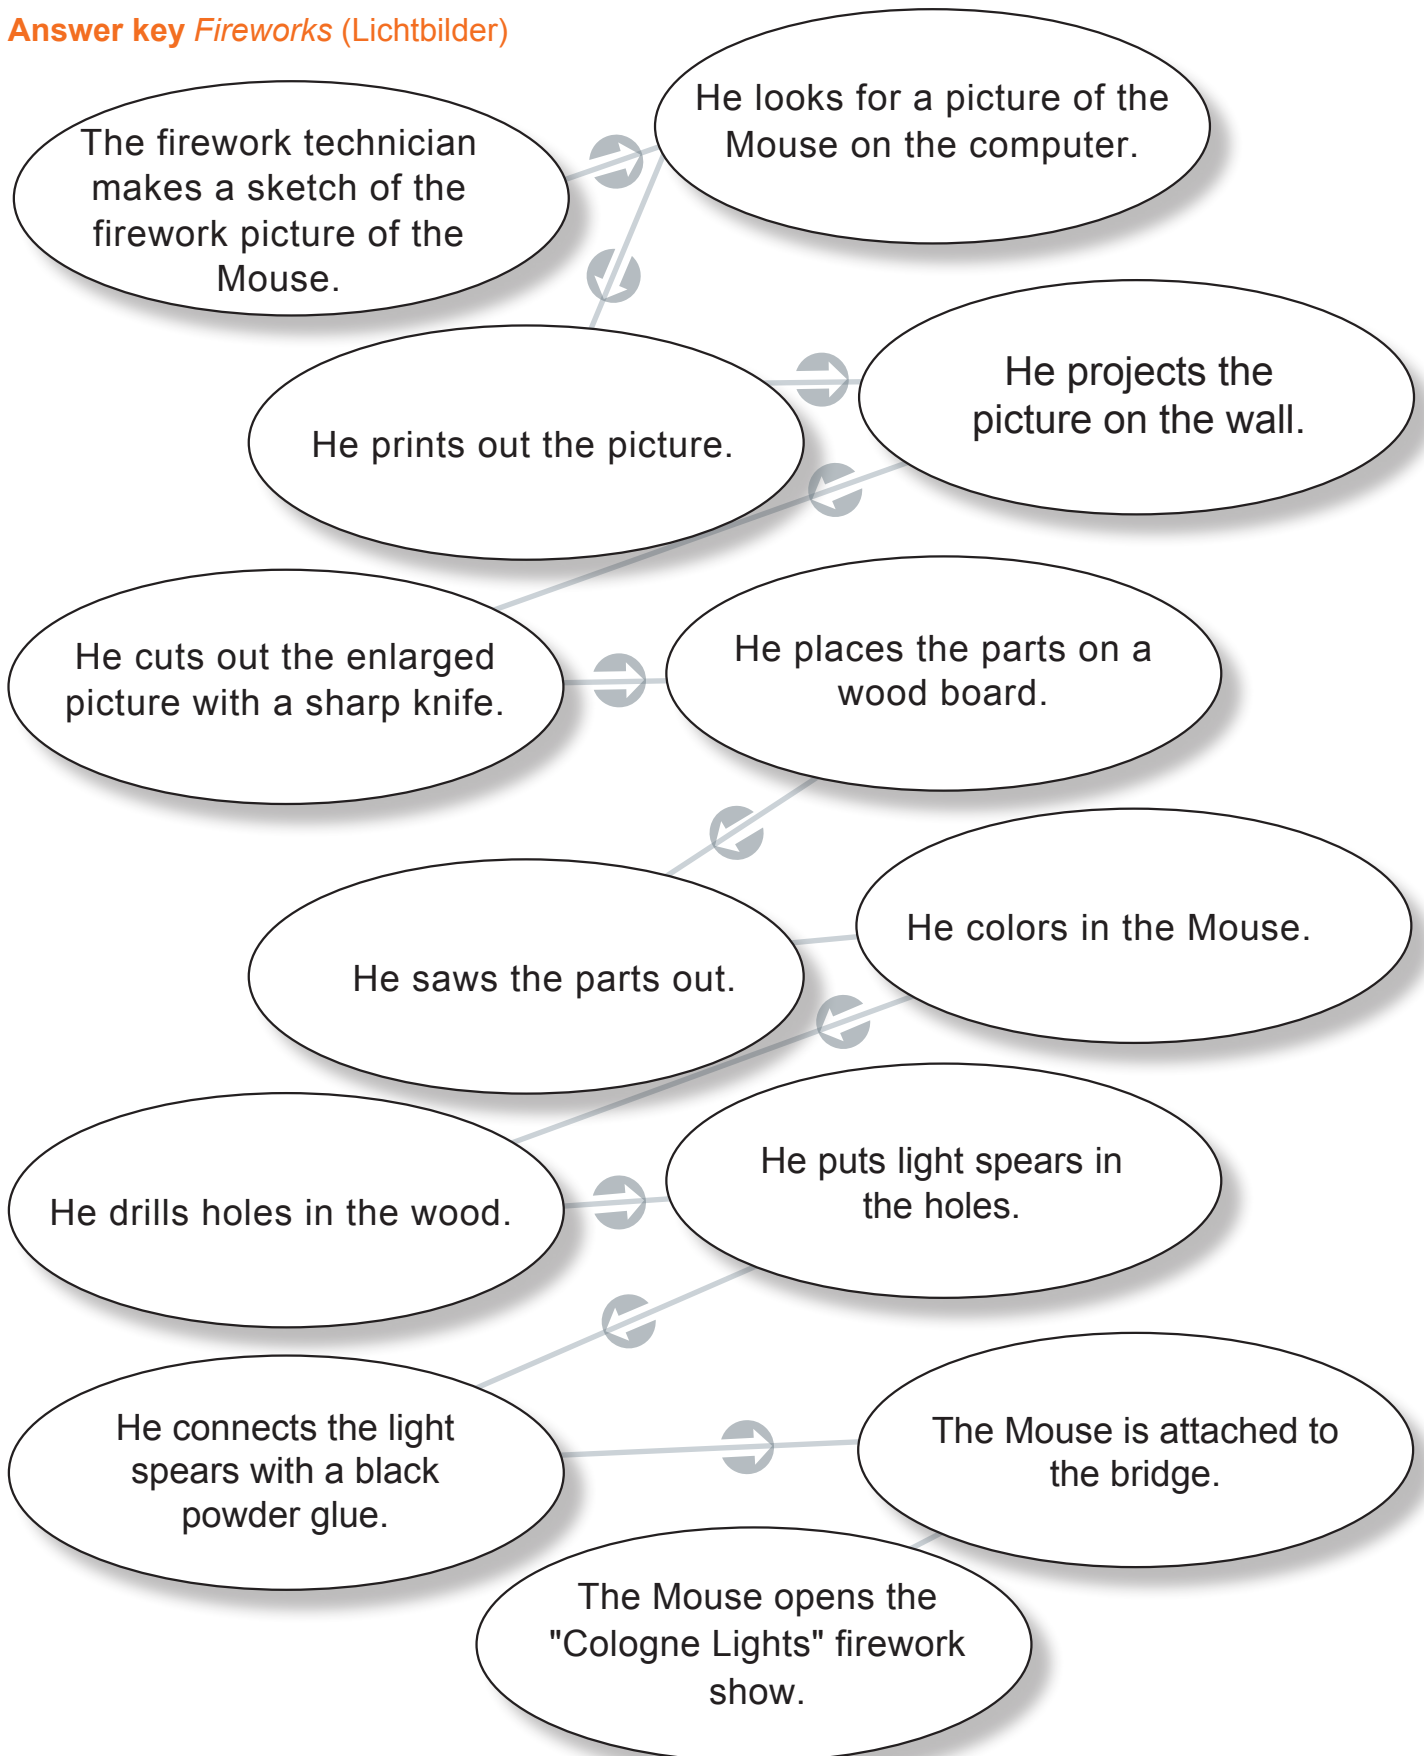 Answer key Fireworks (Lichtbilder)
The firework technician
makes a sketch of the
firework picture of the
Mouse.
He looks for a picture of the
Mouse on the computer.
He prints out the picture.
He projects the
picture on the wall.
He cuts out the enlarged
picture with a sharp knife.
He places the parts on a
wood board.
He saws the parts out.
He colors in the Mouse.
He drills holes in the wood.
He puts light spears in
the holes.
He connects the light
spears with a black
powder glue.
The Mouse is attached to
the bridge.
The Mouse opens the
"Cologne Lights" firework
show.